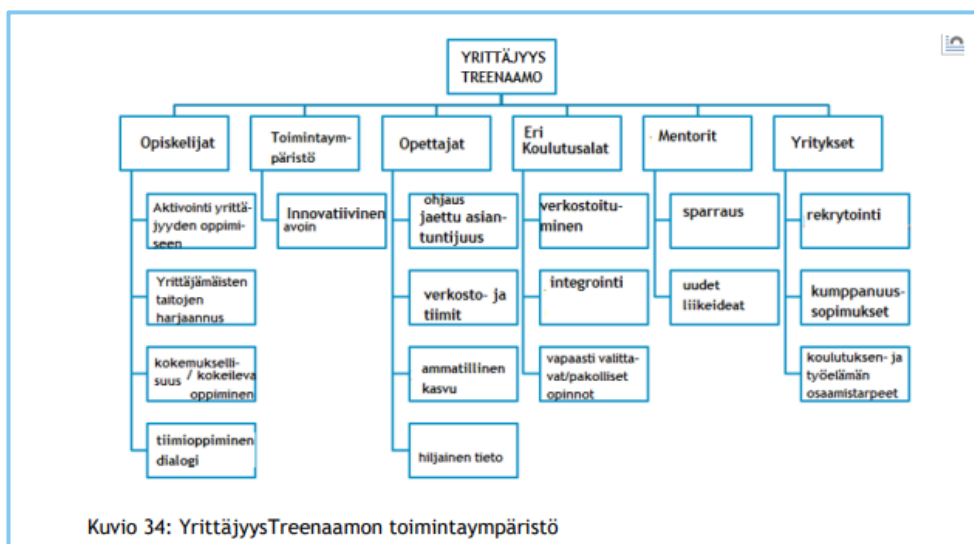 YRITTÄJYYS
TREENAAMO
Opiskelijat
Toimintaym-
päristö
Opettajat
Eri
Koulutusalat
Mentorit
Yritykset
Aktivointi yrittä-
jyyden oppimi-
seen
Innovatiivinen
avoin
ohjaus
jaettu asian-
tuntijuus
verkostoitu-
minen
sparraus
rekrytointi
Yrittäjämäisten
taitojen
harjaannus
verkosto- ja
tiimit
integrointi
uudet
liikeideat
kumppanuus-
sopimukset
kokemukselli-
suus / kokeileva
oppiminen
ammatillinen
kasvu
vapaasti valitta-
vat/pakolliset
opinnot
koulutuksen- ja
työelämän
osaamistarpeet
tiimioppiminen
dialogi
hiljainen tieto
Kuvio 34: YrittäjyysTreenaamon toimintaympäristö